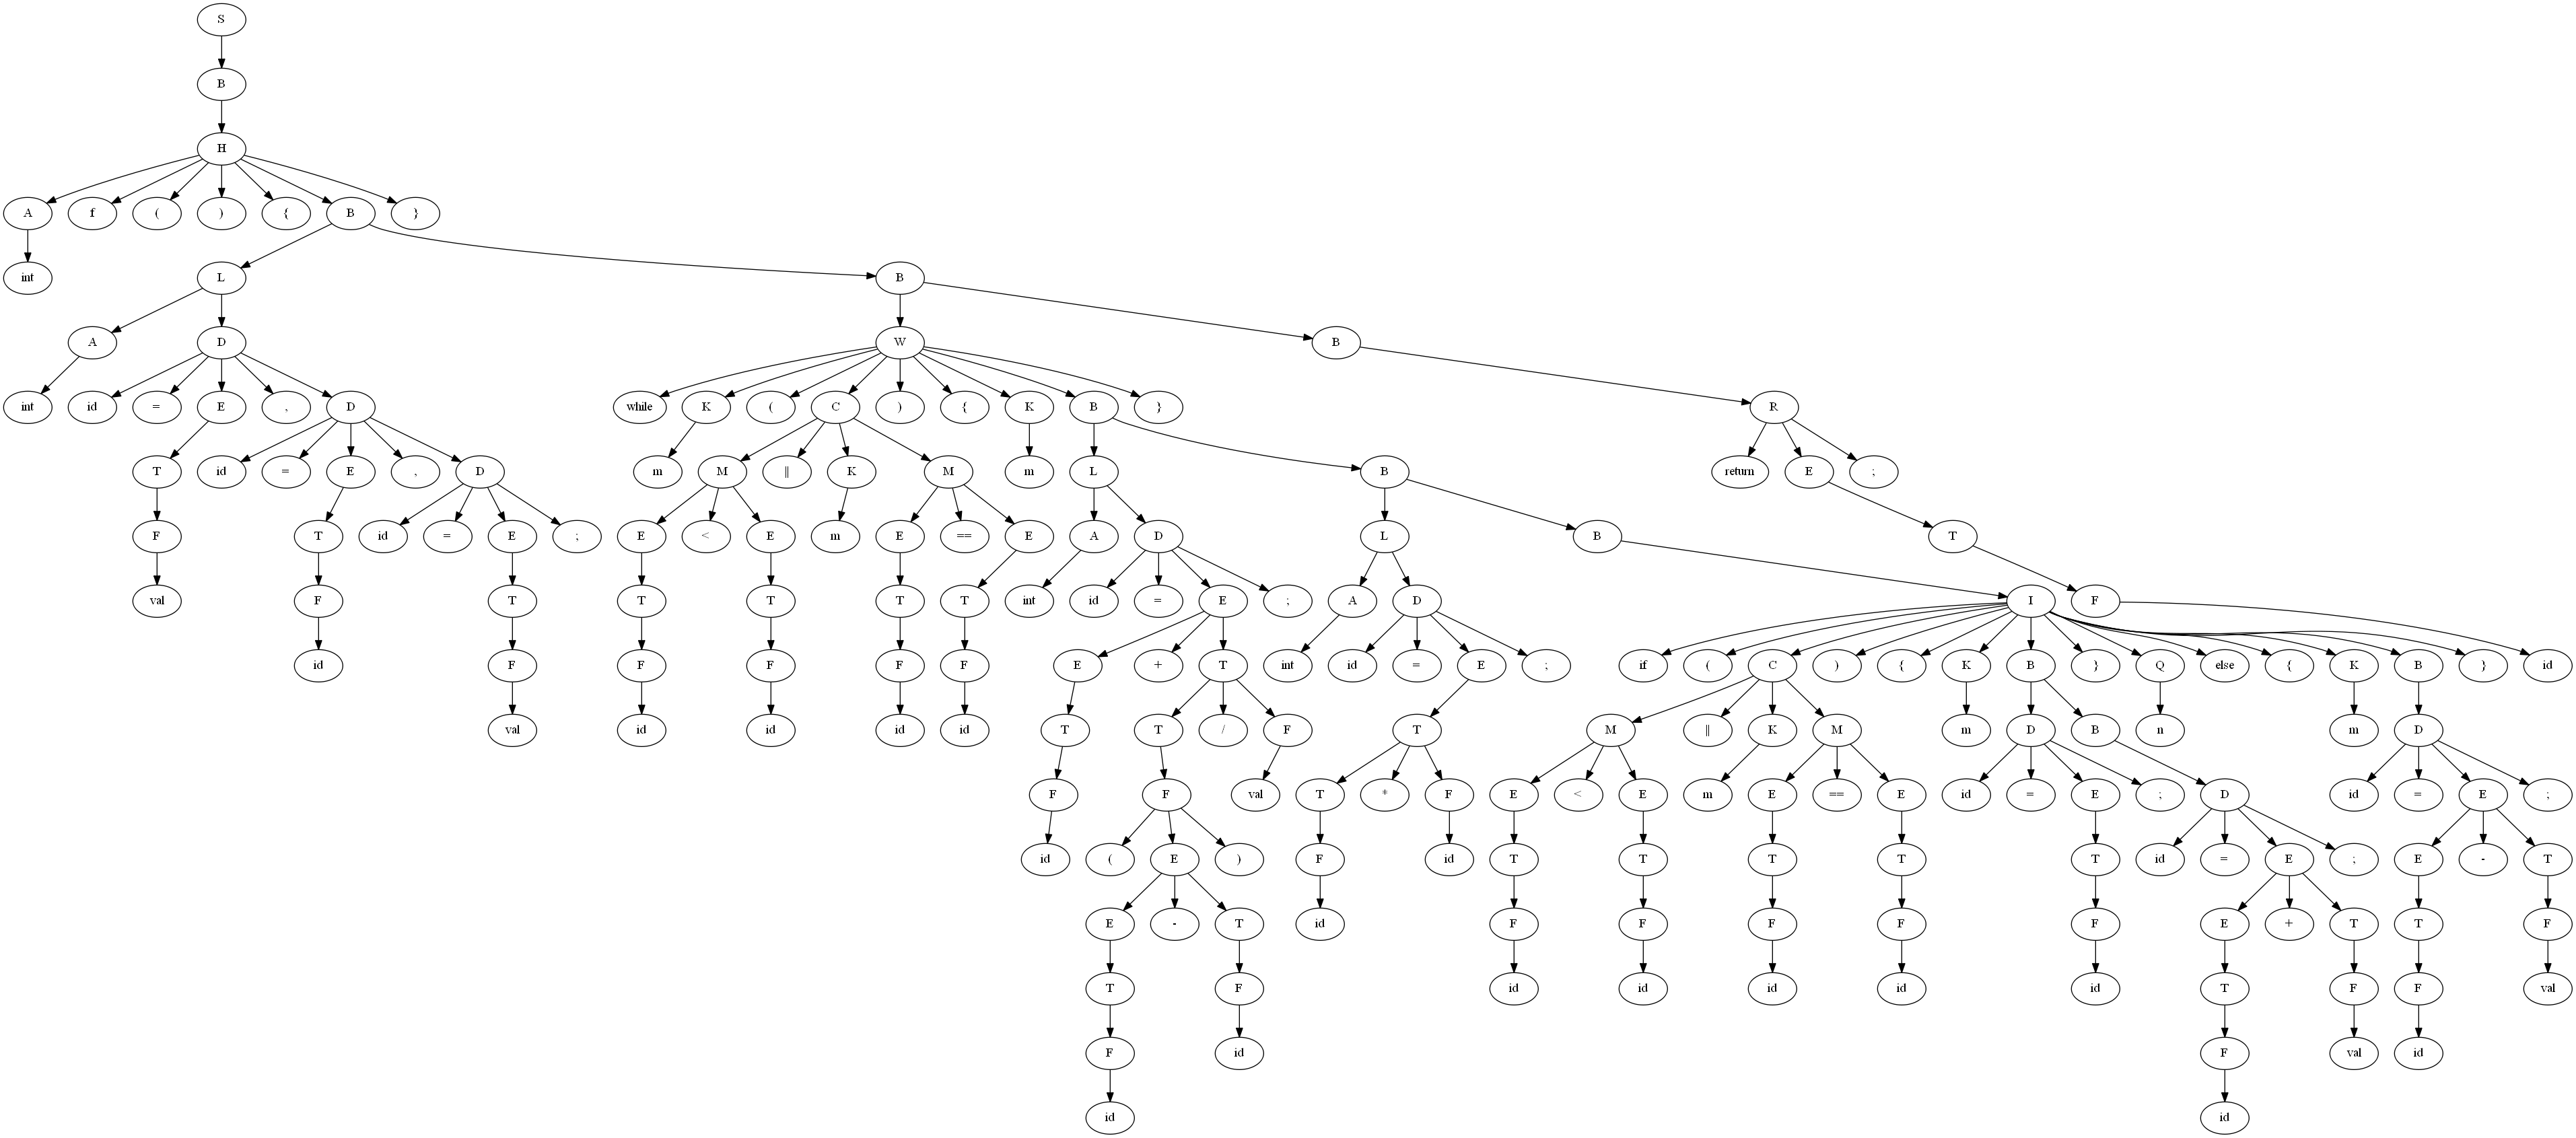 S
B
H
A f ( ) { B }
int L B
A D W B
int id = E , D while K ( C ) { K B } R
T id = E , D m M || K M m L B return E ;
F T id = E ; E < E m E == E A D L B T
val F T T T T T int id = E ; A D I F
id F F F F F E + T int id = E ; if ( C ) { K B } Q else { K B } id
val id id id id T T / F T M || K M m D B n m D
F F val T * F E < E m E == E id = E ; D id = E ;
id ( E ) F id T T T T T id = E ; E - T
E - T id F F F F F E + T T F
T F id id id id id T F F val
F id F val id
id id